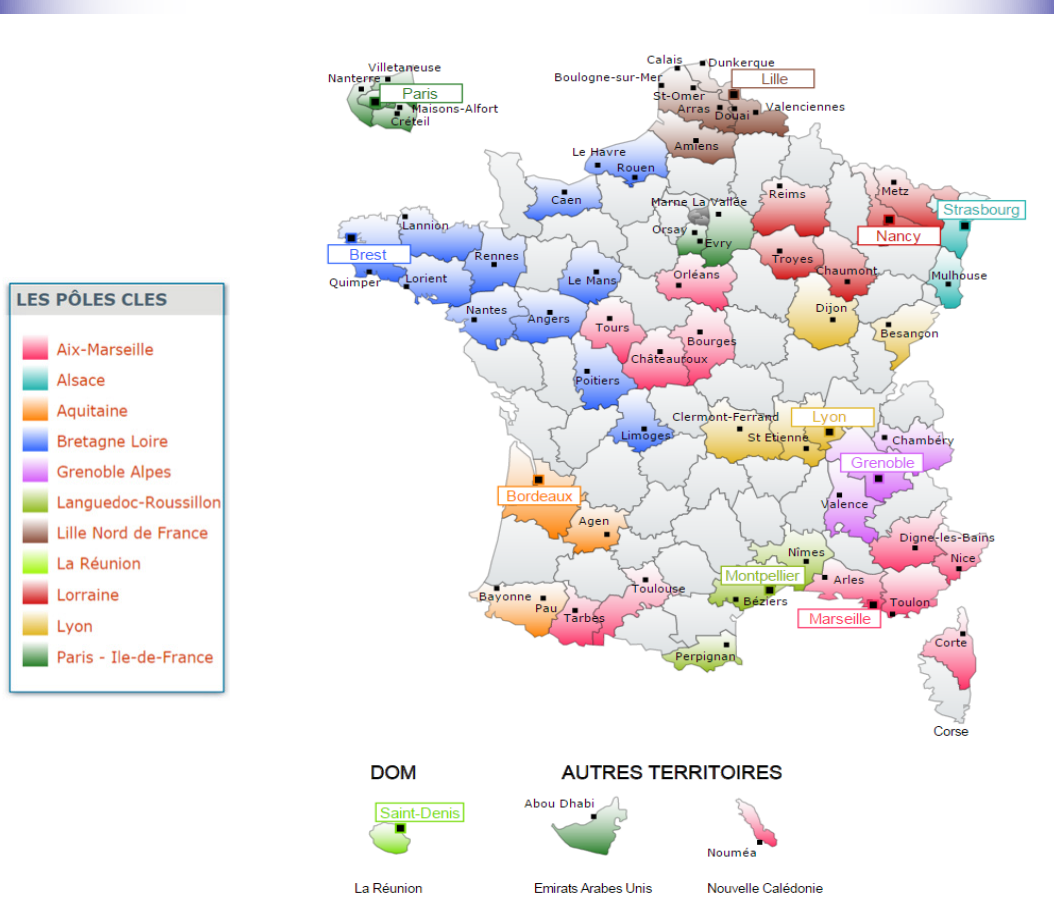 Calais
Dunkerque
Villetaneuse
Lille
Nanterre
Boulogne-sur-Mer
Paris
St-Omer
Maisons-Alfort
Arras
Valenciennes
Créteil
Douai
Amiens
Le Havre
Rouen
Metz
Reims
Caen
Marne La Vallée
Strasbourg
Lannion
Orsay
Nancy
Evry
Brest
Rennes
Troyes
Chaumont
Orléans
Mulhouse
Quimper
Lorient
Le Mans
LES PÔLES CLES
Nantes
Dijon
Angers
Tours
Besançon
Bourges
Aix-Marseille
Châteauroux
Alsace
Poitiers
Aquitaine
Clermont-Ferrand
Lyon
Limoges
St Etienne
Bretagne Loire
Chambéry
Grenoble
Grenoble Alpes
Bordeaux
Languedoc-Roussillon
Valence
Agen
Lille Nord de France
Digne-les-Bains
Nîmes
Nice
La Réunion
Montpellier
Arles
Toulouse
Lorraine
Bayonne
Béziers
Toulon
Pau
Tarbes
Marseille
Lyon
Corte
Paris - Ile-de-France
Perpignan
Corse
DOM
AUTRES TERRITOIRES
Abou Dhabi
Saint-Denis
Nouméa
La Réunion
Emirats Arabes Unis
Nouvelle Calédonie